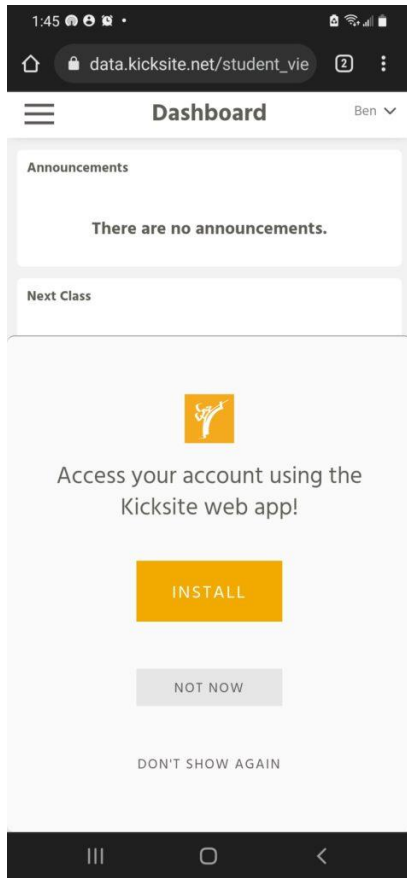 1:45
data.kicksite.net/student_vie
2
Dashboard
Ben
Announcements
There are no announcements.
Next Class
Access your account using the
Kicksite web app!
INSTALL
NOT NOW
DON'T SHOW AGAIN